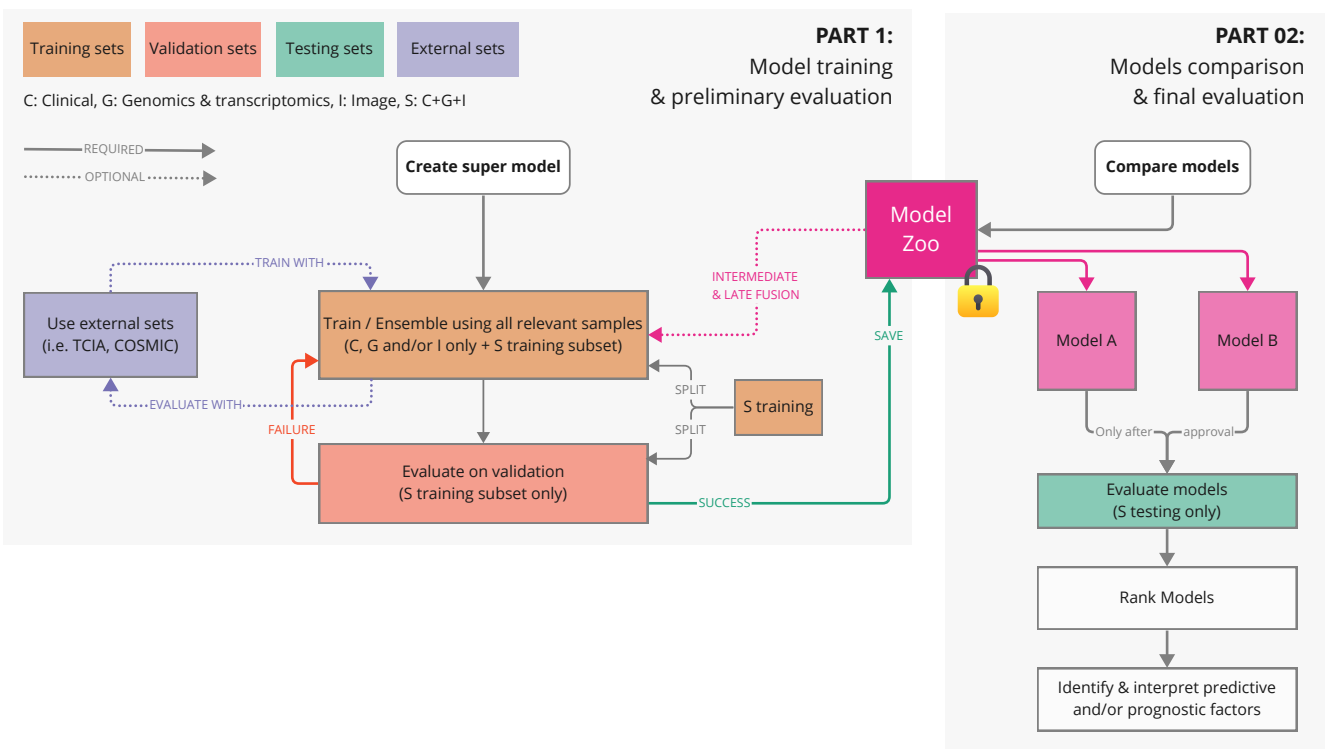 Training sets
Validation sets
Testing sets
External sets
C: Clinical, G: Genomics & transcriptomics, I: Image, S: C+G+I
REQUIRED
OPTIONAL
PART 1:
Model training
& preliminary evaluation
Create super model
TRAIN WITH
Use external sets
(i.e. TCIA, COSMIC)
EVALUATE WITH
Train / Ensemble using all relevant samples
(C, G and/or I only + S training subset)
INTERMEDIATE
& LATE FUSION
SPLIT
S training
SPLIT
FAILURE
Evaluate on validation
(S training subset only)
SUCCESS
SAVE
Model
Zoo
PART 02:
Models comparison
& final evaluation
Compare models
Model A
Model B
Only after
approval
Evaluate models
(S testing only)
Rank Models
Identify & interpret predictive
and/or prognostic factors